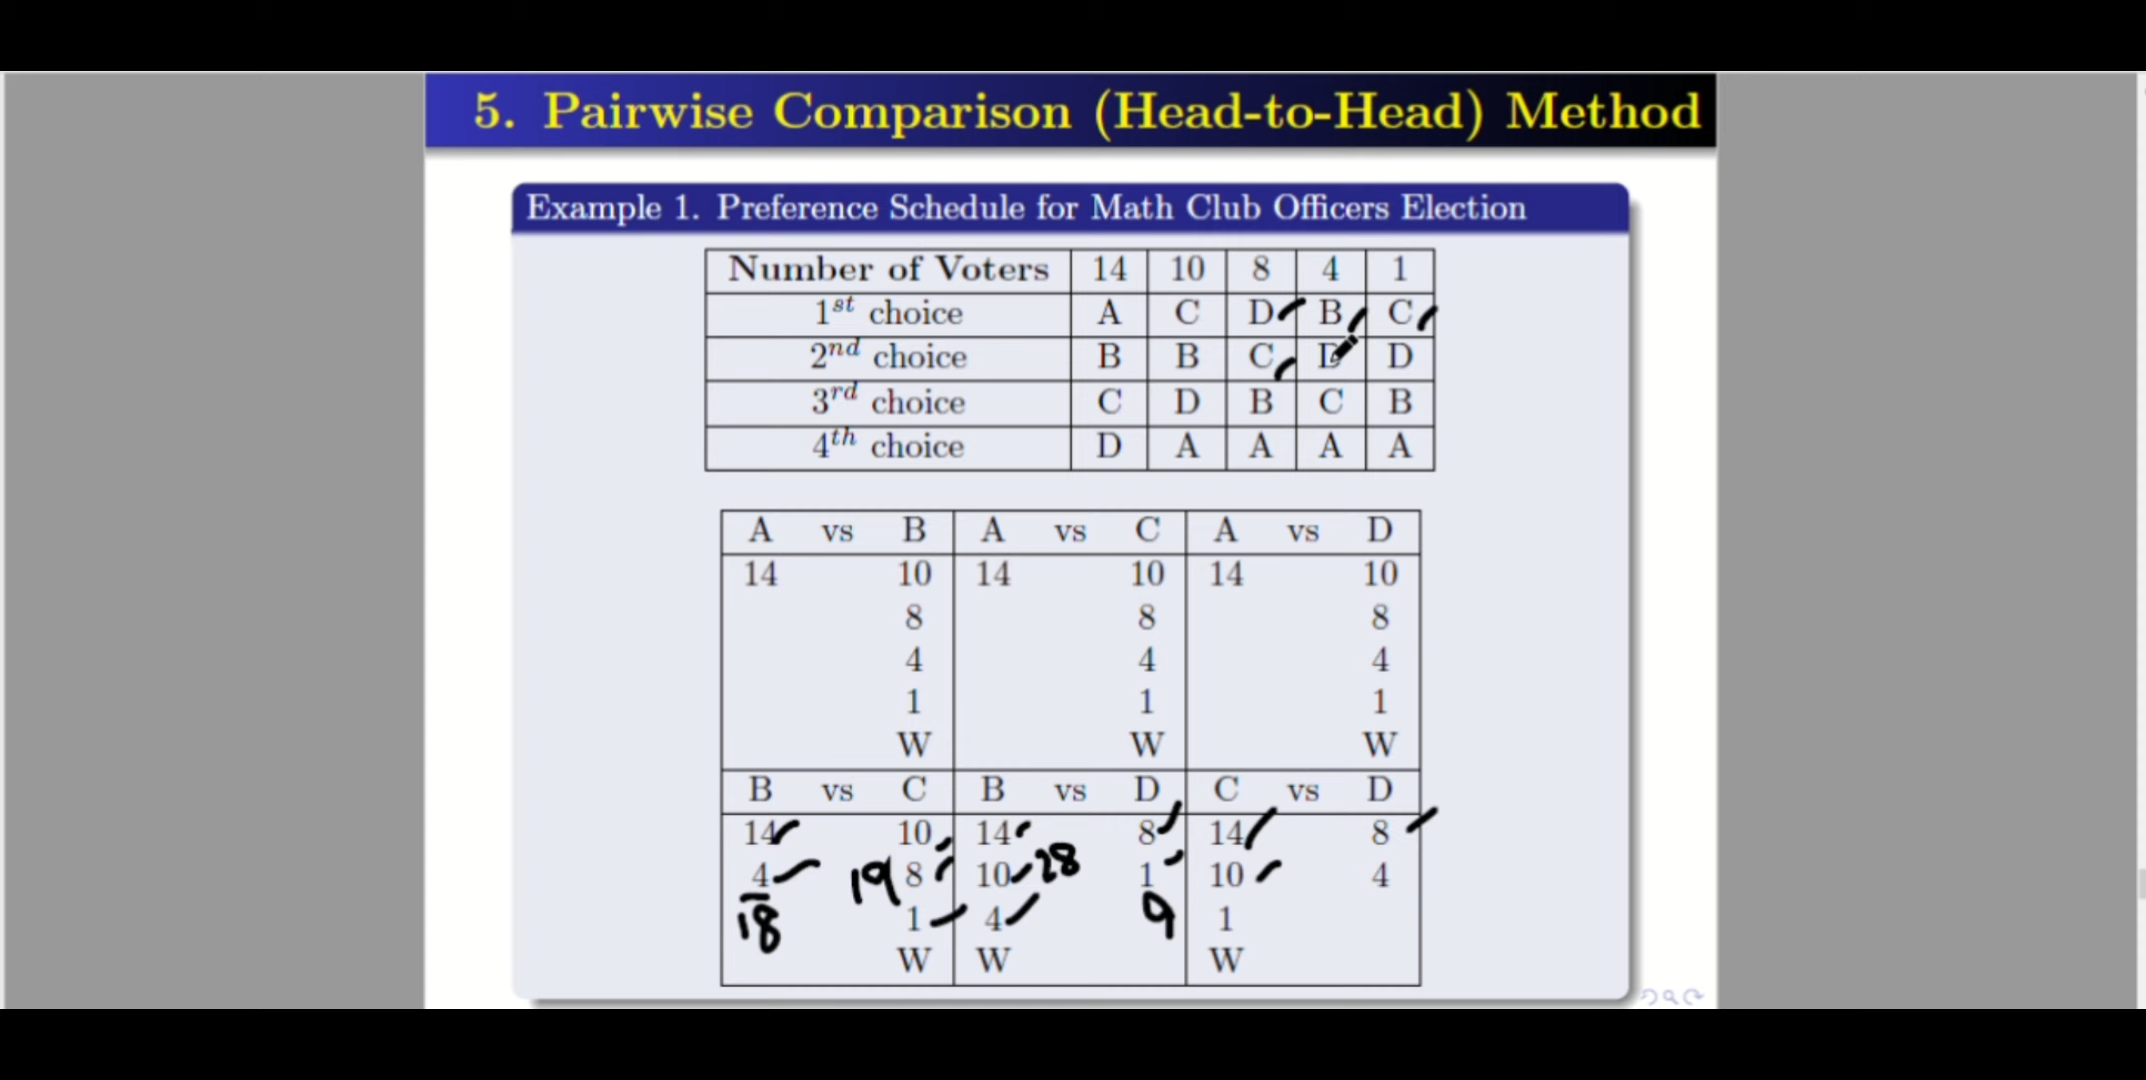 5. Pairwise Comparison (Head-to-Head) Method
Example 1. Preference Schedule for Math Club Officers Election
Number of Voters 14 10 8 4 1
1st choice A C D B C
2nd choice B B C D D
3rd choice C D B C B
4th choice D A A A A
A vs B A vs C A vs D
14 10 14 10 14 10
8 8 8
4 4 4
1 1 1
W W W
B vs C B vs D C vs D
14 10 14 8 14 8
4 19 8 10 28 1 10 4
18 1 4 9 1
W W W